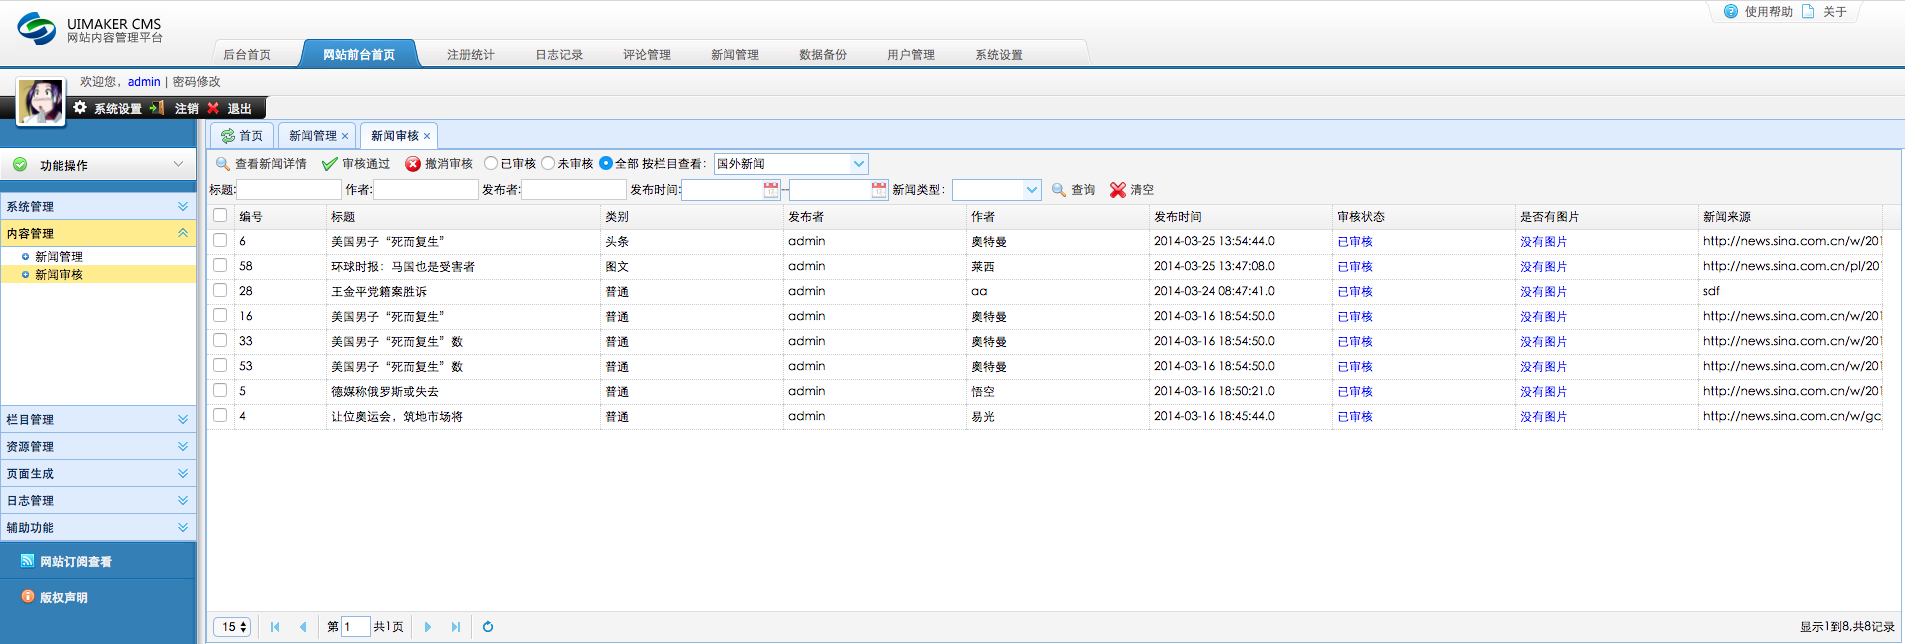 使用帮助 关于
UIMAKER CMS
网站内容管理平台
后台首页 网站前台首页 注册统计 日志记录 评论管理 新闻管理 数据备份 用户管理 系统设置
欢迎您，admin | 密码修改
系统设置 注销 退出
首页 新闻管理 新闻审核
功能操作
查看新闻详情 审核通过 撤消审核 已审核 未审核 全部 按栏目查看： 国外新闻
标题: 作者: 发布者: 发布时间: -- 新闻类型： 查询 清空
系统管理
内容管理
新闻管理
新闻审核
栏目管理
资源管理
页面生成
日志管理
辅助功能
网站订阅查看
版权声明
编号 标题 类别 发布者 作者 发布时间 审核状态 是否有图片 新闻来源
6 美国男子“死而复生” 头条 admin 奥特曼 2014-03-25 13:54:44.0 已审核 没有图片 http://news.sina.com.cn/w/201
58 环球时报：马国也是受害者 图文 admin 莱西 2014-03-25 13:47:08.0 已审核 没有图片 http://news.sina.com.cn/pl/20
28 王金平党籍案胜诉 普通 admin aa 2014-03-24 08:47:41.0 已审核 没有图片 sdf
16 美国男子“死而复生” 普通 admin 奥特曼 2014-03-16 18:54:50.0 已审核 没有图片 http://news.sina.com.cn/w/201
33 美国男子“死而复生”数 普通 admin 奥特曼 2014-03-16 18:54:50.0 已审核 没有图片 http://news.sina.com.cn/w/201
53 美国男子“死而复生”数 普通 admin 奥特曼 2014-03-16 18:54:50.0 已审核 没有图片 http://news.sina.com.cn/w/201
5 德媒称俄罗斯或失去 普通 admin 悟空 2014-03-16 18:50:21.0 已审核 没有图片 http://news.sina.com.cn/w/201
4 让位奥运会，筑地市场将 普通 admin 易光 2014-03-16 18:45:44.0 已审核 没有图片 http://news.sina.com.cn/w/gc
15 第 1 共1页 显示1到8,共8记录